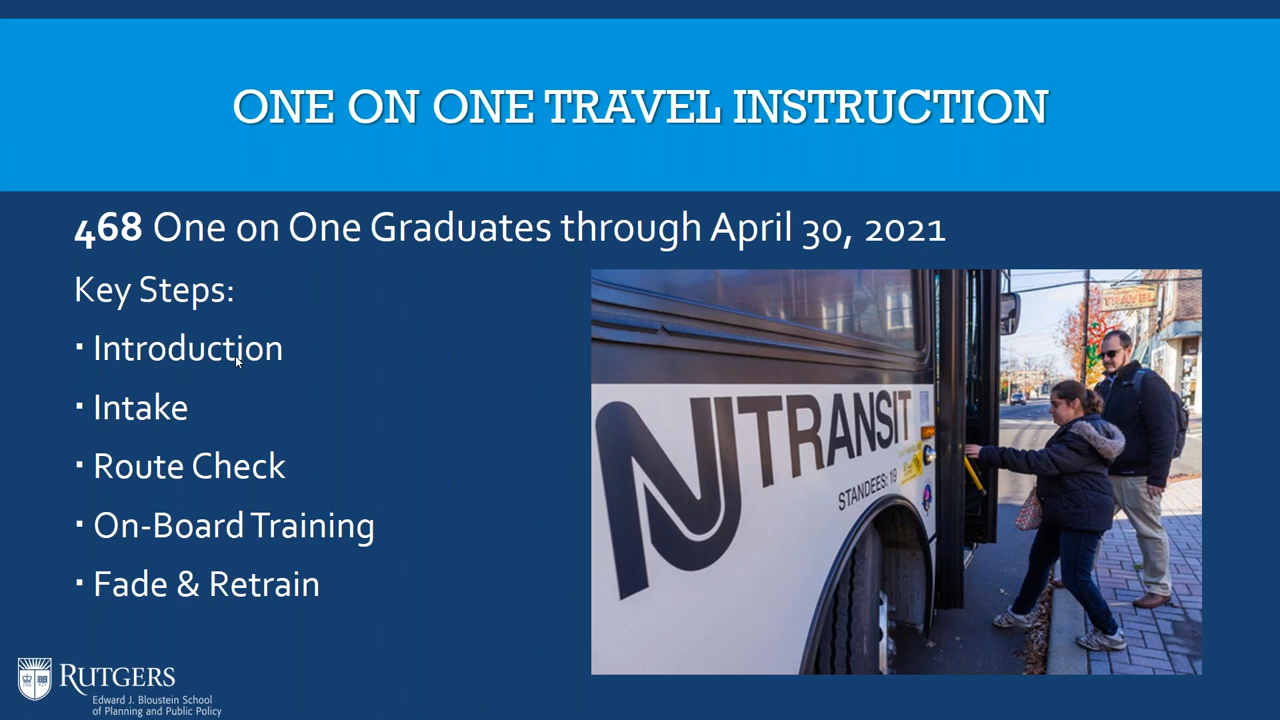 ONE ON ONE TRAVEL INSTRUCTION
468 One on One Graduates through April 30, 2021
Key Steps:
▪ Introduction
▪ Intake
▪ Route Check
▪ On-Board Training
▪ Fade & Retrain
TRAVEL
NJ TRANSIT
STANDEES: 19
RUTGERS
Edward J. Bloustein School
of Planning and Public Policy